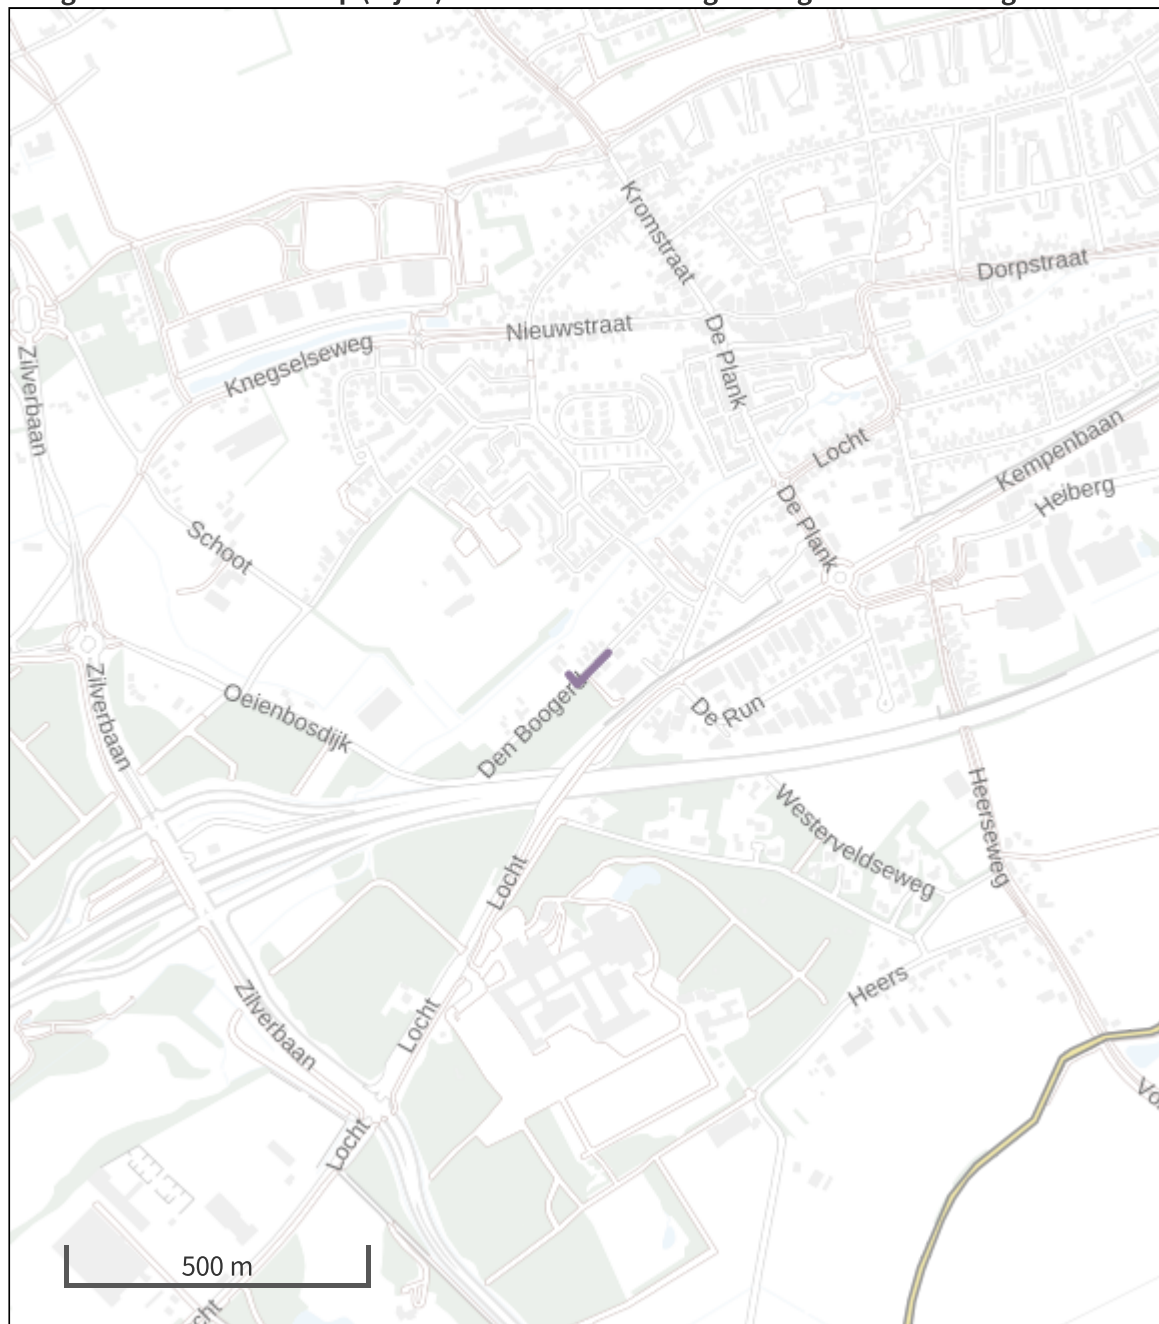 Kromstraat
Dorpstraat
Nieuwstraat
De Plank
Zilverbaan
Knegselseweg
Locht
Kempenbaan
Heiberg
De Plank
Schoot
Zilverbaan
Oeienbosdijk
Den Boogerd
De Run
Heerseweg
Westerveldseweg
Locht
Heers
Zilverbaan
Locht
Locht
500 m